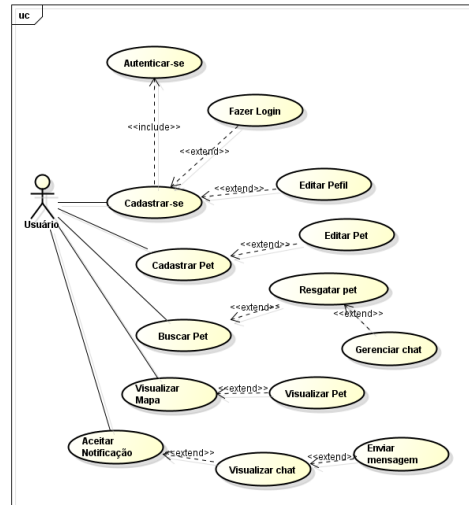 uc
Autenticar-se
Fazer Login
<<include>>
<<extend>>
Editar Pefil
<<extend>>
Cadastrar-se
Usuário
Editar Pet
<<extend>>
Cadastrar Pet
Resgatar pet
<<extend>>
<<extend>>
Buscar Pet
Gerenciar chat
Visualizar
Mapa
<<extend>>
Visualizar Pet
Aceitar
Notificação
<<extend>>
Visualizar chat
<<extend>>
Enviar
mensagem